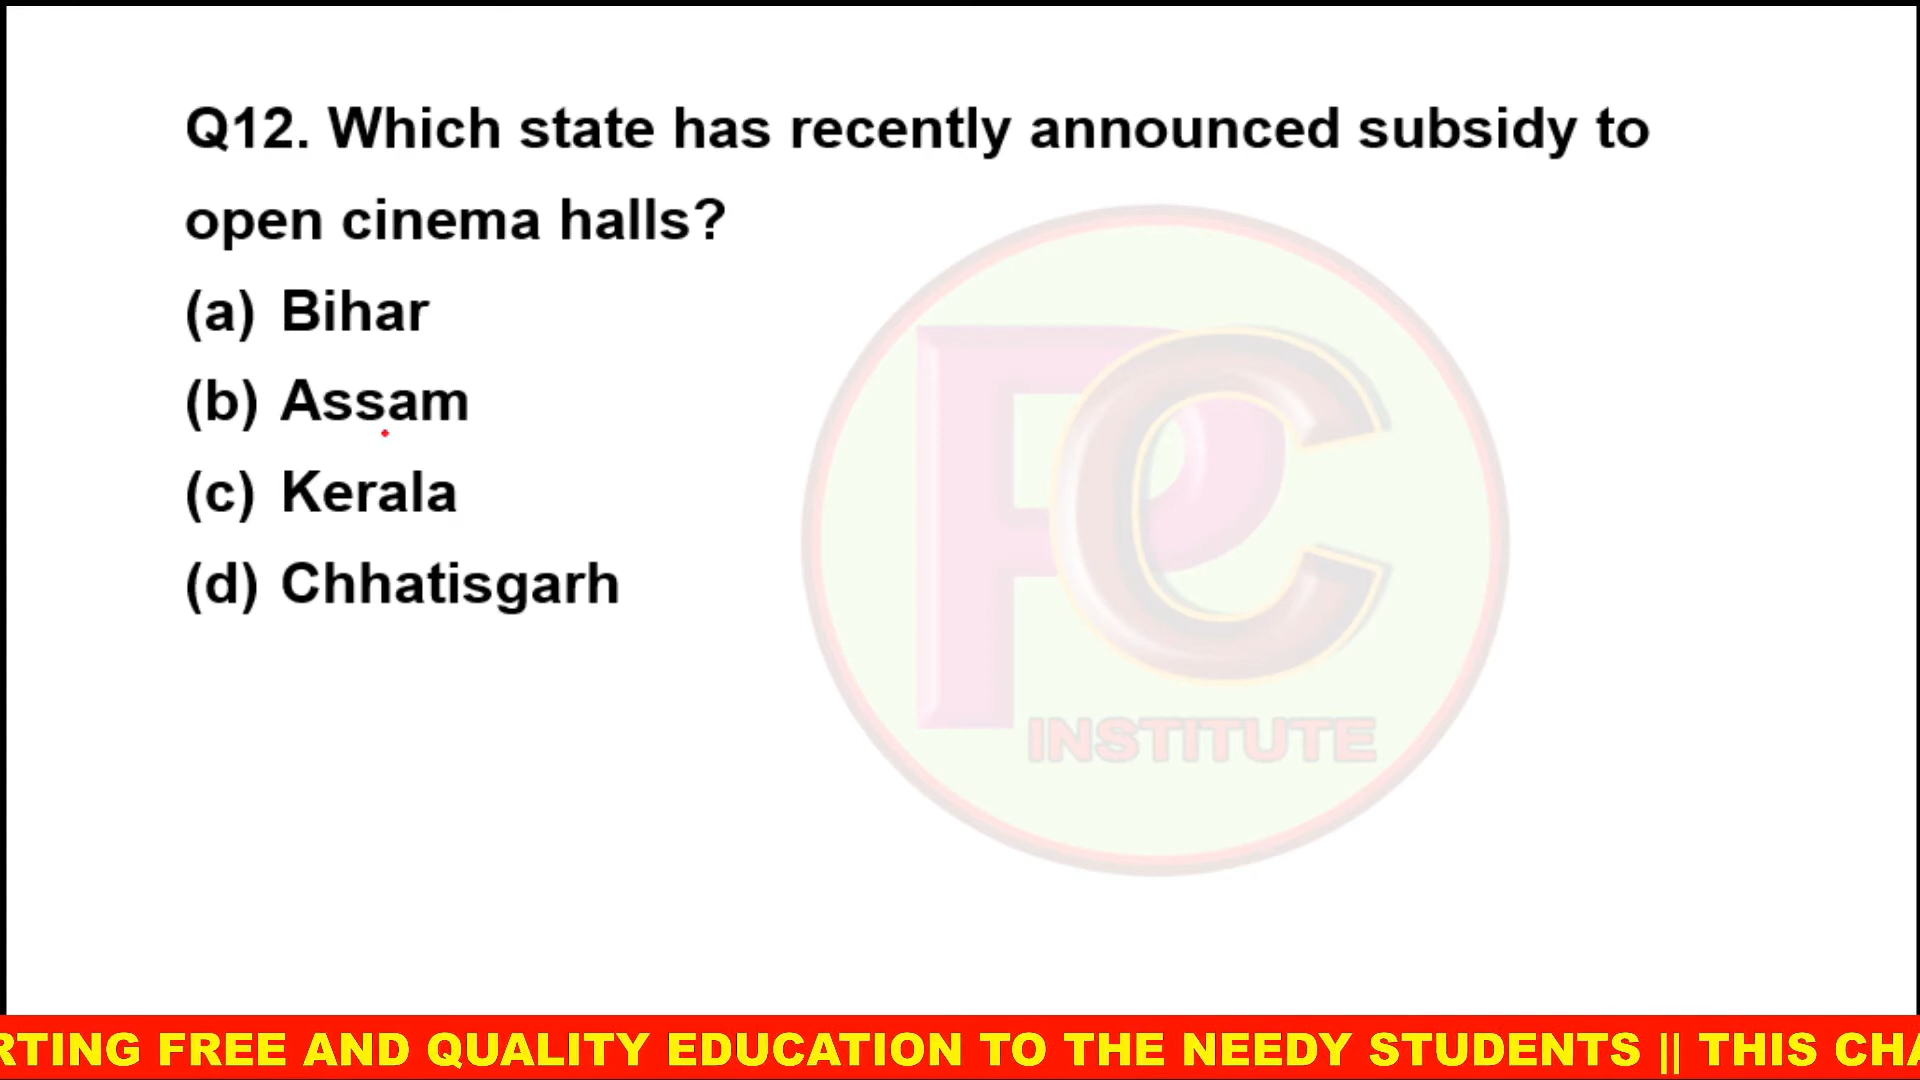 Q12. Which state has recently announced subsidy to
open cinema halls?
(a) Bihar
(b) Assam
(c) Kerala
(d) Chhatisgarh
PC
INSTITUTE
RTING FREE AND QUALITY EDUCATION TO THE NEEDY STUDENTS || THIS CHA